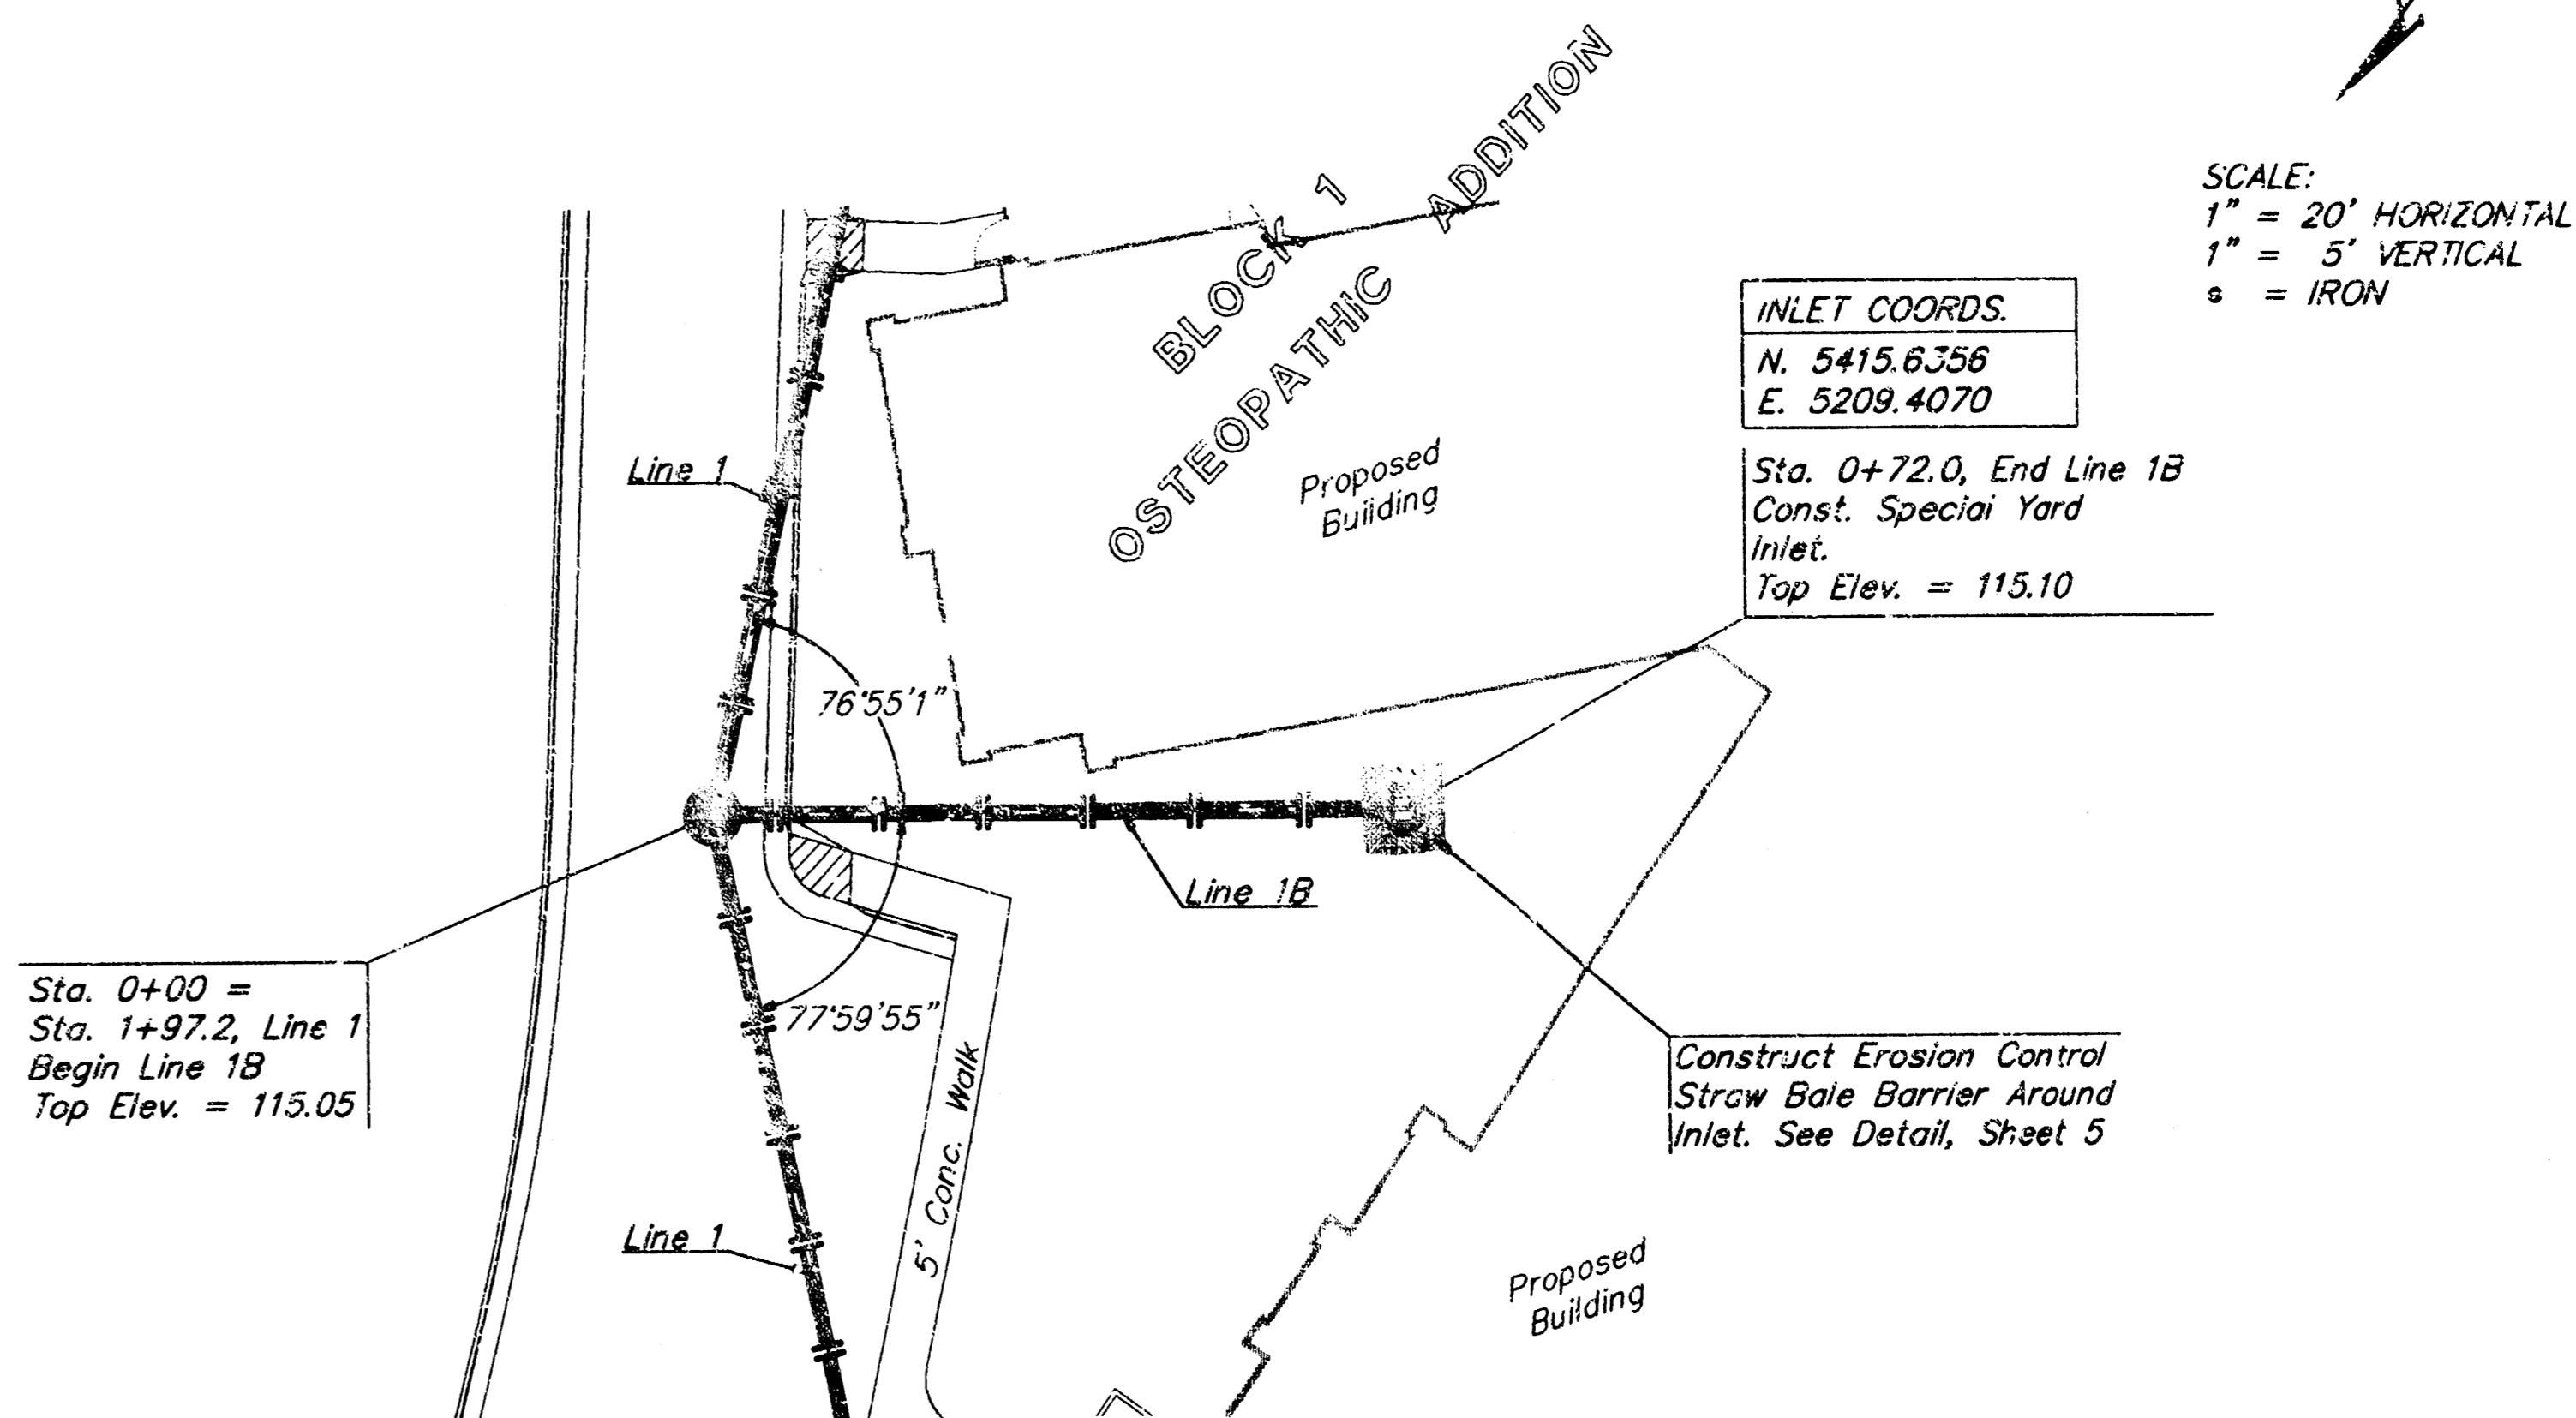 SCALE:
1" = 20' HORIZONTAL
1" = 5' VERTICAL
= IRON
BLOCK 1
OSTEOPATHIC ADDITION
INLET COORDS.
N. 5415.6356
E. 5209.4070
Sta. 0+72.0, End Line 1B
Const. Special Yard
Inlet.
Top Elev. = 115.10
Proposed
Building
Line 1
76°55'1"
Line 1B
77°59'55"
Sta. 0+00 =
Sta. 1+97.2, Line 1
Begin Line 1B
Top Elev. = 115.05
5' Conc. Walk
Construct Erosion Control
Straw Bale Barrier Around
Inlet. See Detail, Sheet 5
Line 1
Proposed
Building